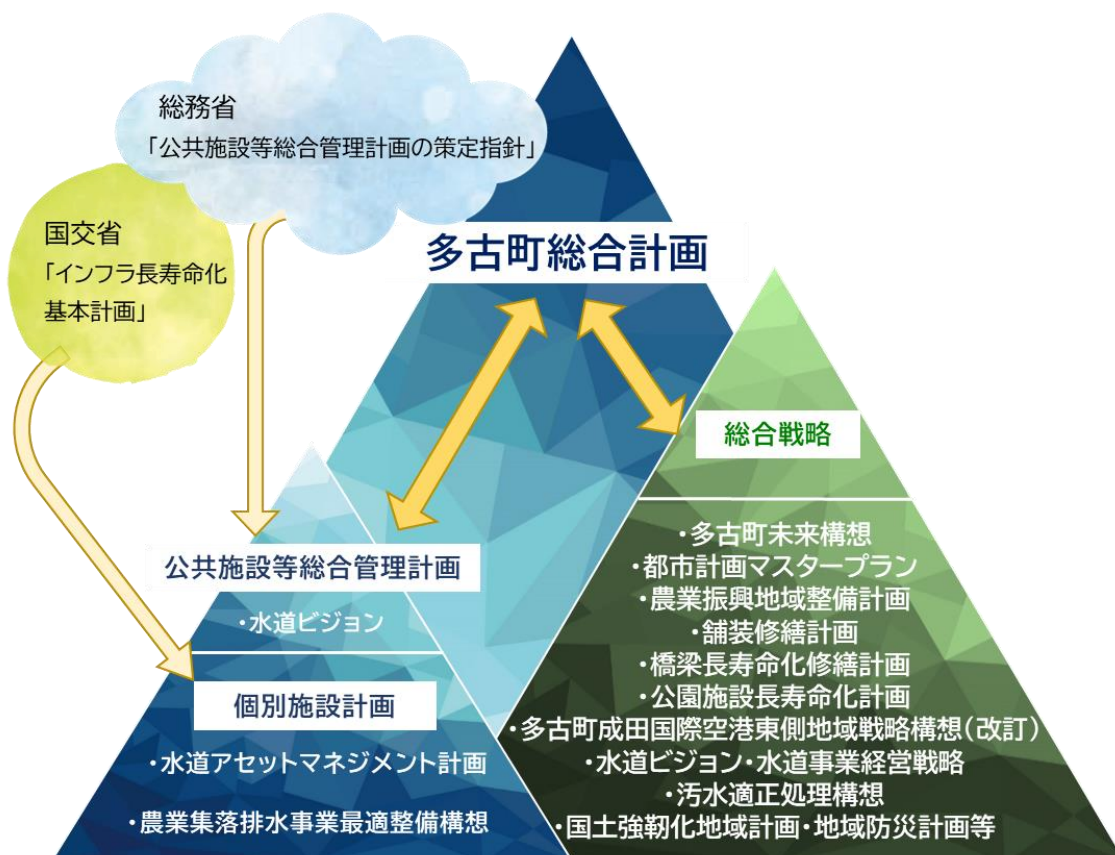 総務省
「公共施設等総合管理計画の策定指針」
国交省
「インフラ長寿命化
基本計画」
多古町総合計画
総合戦略
・多古町未来構想
・都市計画マスタープラン
・農業振興地域整備計画
・舗装修繕計画
・橋梁長寿命化修繕計画
・公園施設長寿命化計画
・多古町成田国際空港東側地域戦略構想(改訂)
・水道ビジョン・水道事業経営戦略
・汚水適正処理構想
・国土強靭化地域計画・地域防災計画等
公共施設等総合管理計画
・水道ビジョン
個別施設計画
・水道アセットマネジメント計画
・農業集落排水事業最適整備構想